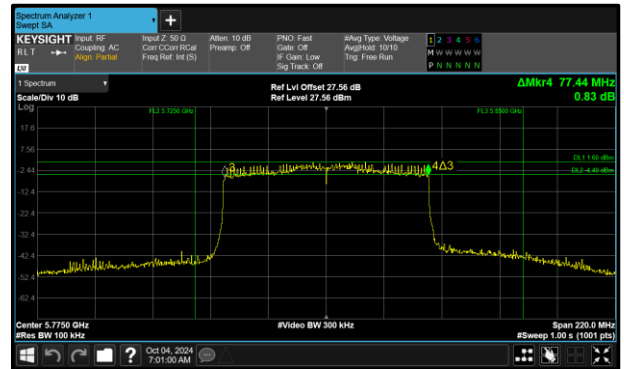 Spectrum Analyzer 1
Swept SA
+
KEYSIGHT
RLT
Input: RF
Coupling: AC
Align: Partial
Input Z: 50 Ω
Corr CCorr RCal
Freq Ref: Int (S)
Atten: 10 dB
Preamp: Off
PNO: Fast
Gate: Off
IF Gain: Low
Sig Track: Off
#Avg Type: Voltage
Avg|Hold: 10/10
Trig: Free Run
1 2 3 4 5 6
M W W W W W
P N N N N N
1 Spectrum
Scale/Div 10 dB
Ref Lvl Offset 27.56 dB
Ref Level 27.56 dBm
ΔMkr4 77.44 MHz
0.83 dB
Log
FL2 5.7250 GHz
FL3 5.8500 GHz
17.6
7.56
-2.44
-12.4
-22.4
-32.4
-42.4
-52.4
-62.4
DL1 1.60 dBm
DL2 -4.40 dBm
3
4Δ3
Center 5.7750 GHz
#Res BW 100 kHz
#Video BW 300 kHz
Span 220.0 MHz
#Sweep 1.00 s (1001 pts)
?
Oct 04, 2024
7:01:00 AM